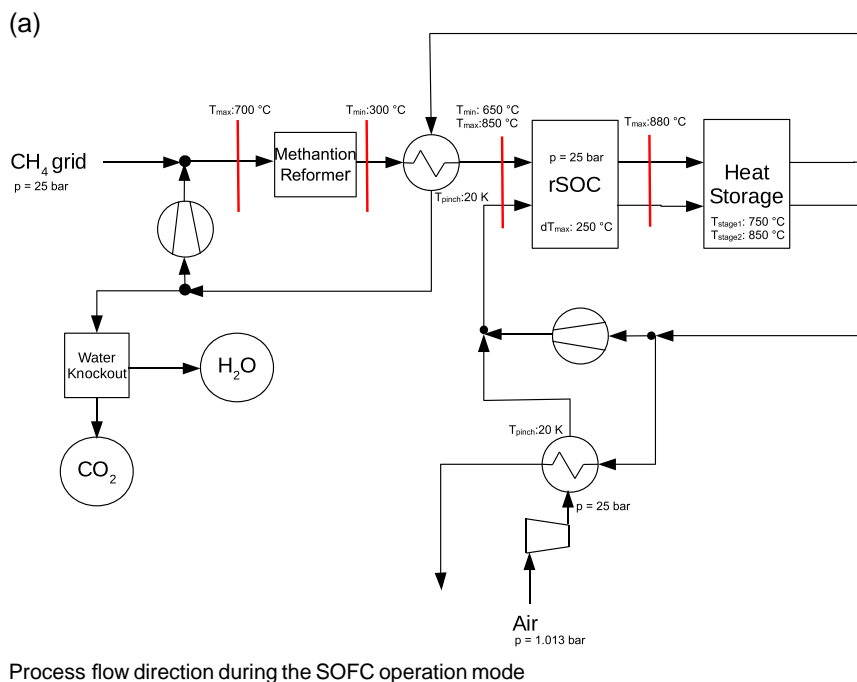 (a)
Tmax:700 °C
Tmin:300 °C
Tmin: 650 °C
Tmax:850 °C
Tmax:880 °C
CH4 grid
p = 25 bar
Methantion
Reformer
Tpinch:20 K
p = 25 bar
rSOC
dTmax: 250 °C
Heat
Storage
Tstage1: 750 °C
Tstage2: 850 °C
Water
Knockout
H2O
CO2
Tpinch:20 K
p = 25 bar
Air
p = 1.013 bar
Process flow direction during the SOFC operation mode